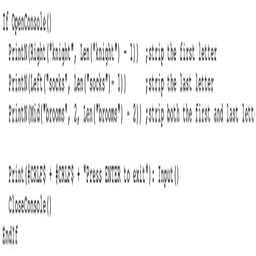 If OpenConsole()
PrintN(Right("knight", Len("knight") - 1)) ;strip the first letter
PrintN(Left("socks", Len("socks")- 1)) ;strip the last letter
PrintN(Mid("brooms", 2, Len("brooms") - 2)) ;strip both the first and last lett
Print(#CRLF$ + #CRLF$ + "Press ENTER to exit"): Input()
CloseConsole()
EndIf